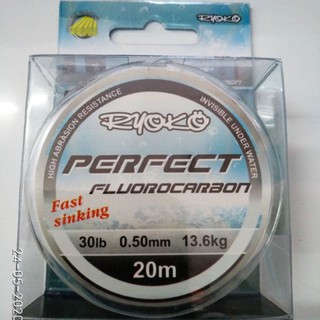 RYOKO
HIGH ABRASION RESISTANCE
INVISIBLE UNDER WATER
RYOKÖ
PERFECT
FLUOROCARBON
Fast
sinking
30lb 0.50mm 13.6kg
20m
24-05-2020